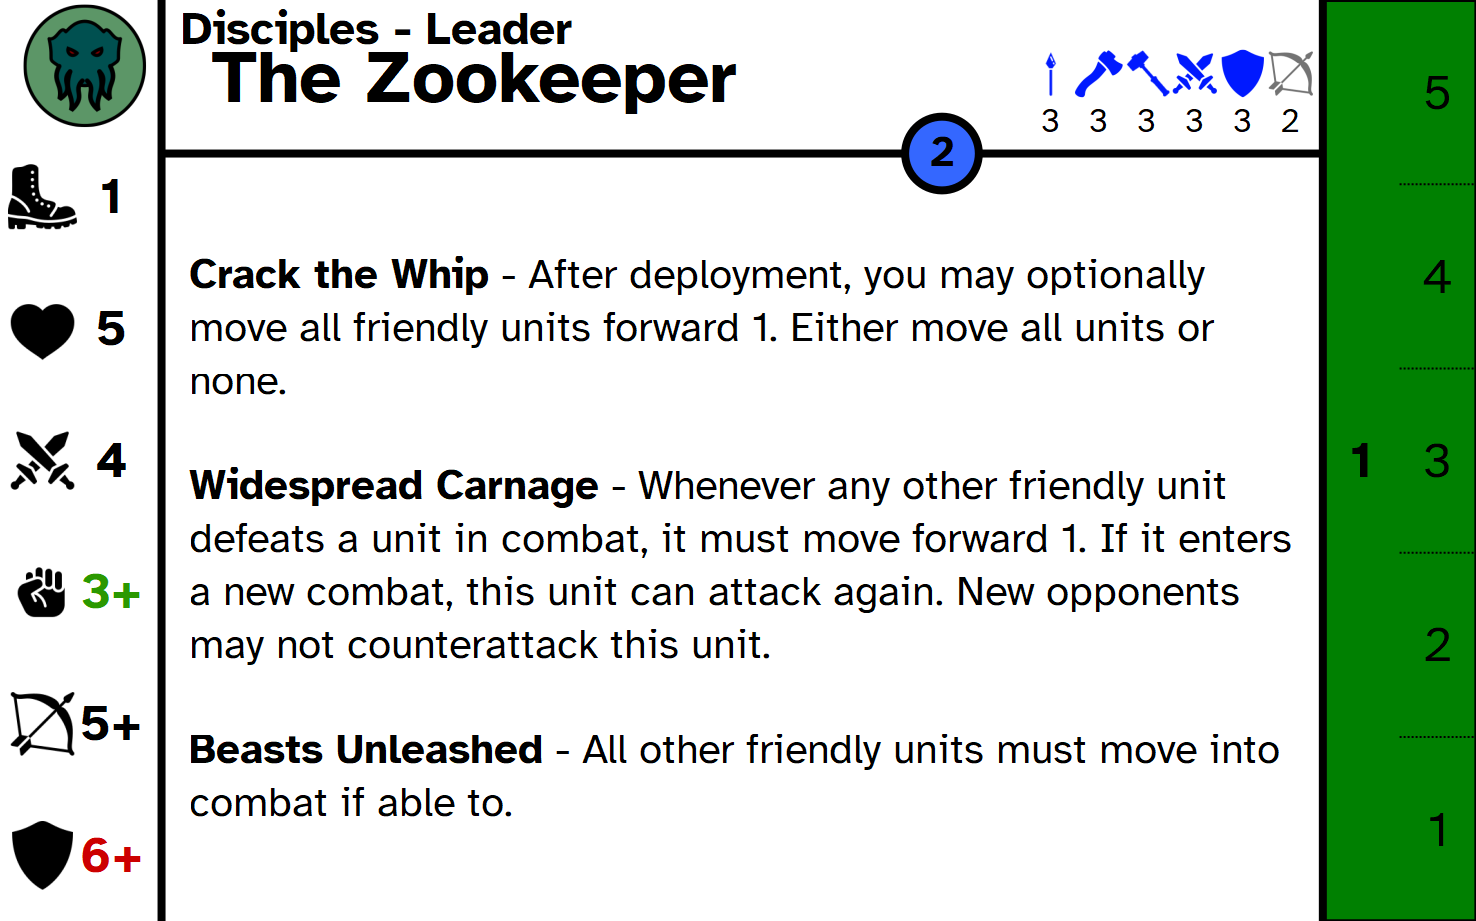 Disciples - Leader
The Zookeeper
3 3 3 3 3 2
2
1
5
4
3+
5+
6+
Crack the Whip - After deployment, you may optionally
move all friendly units forward 1. Either move all units or
none.
Widespread Carnage - Whenever any other friendly unit
defeats a unit in combat, it must move forward 1. If it enters
a new combat, this unit can attack again. New opponents
may not counterattack this unit.
Beasts Unleashed - All other friendly units must move into
combat if able to.
5
4
1 3
2
1